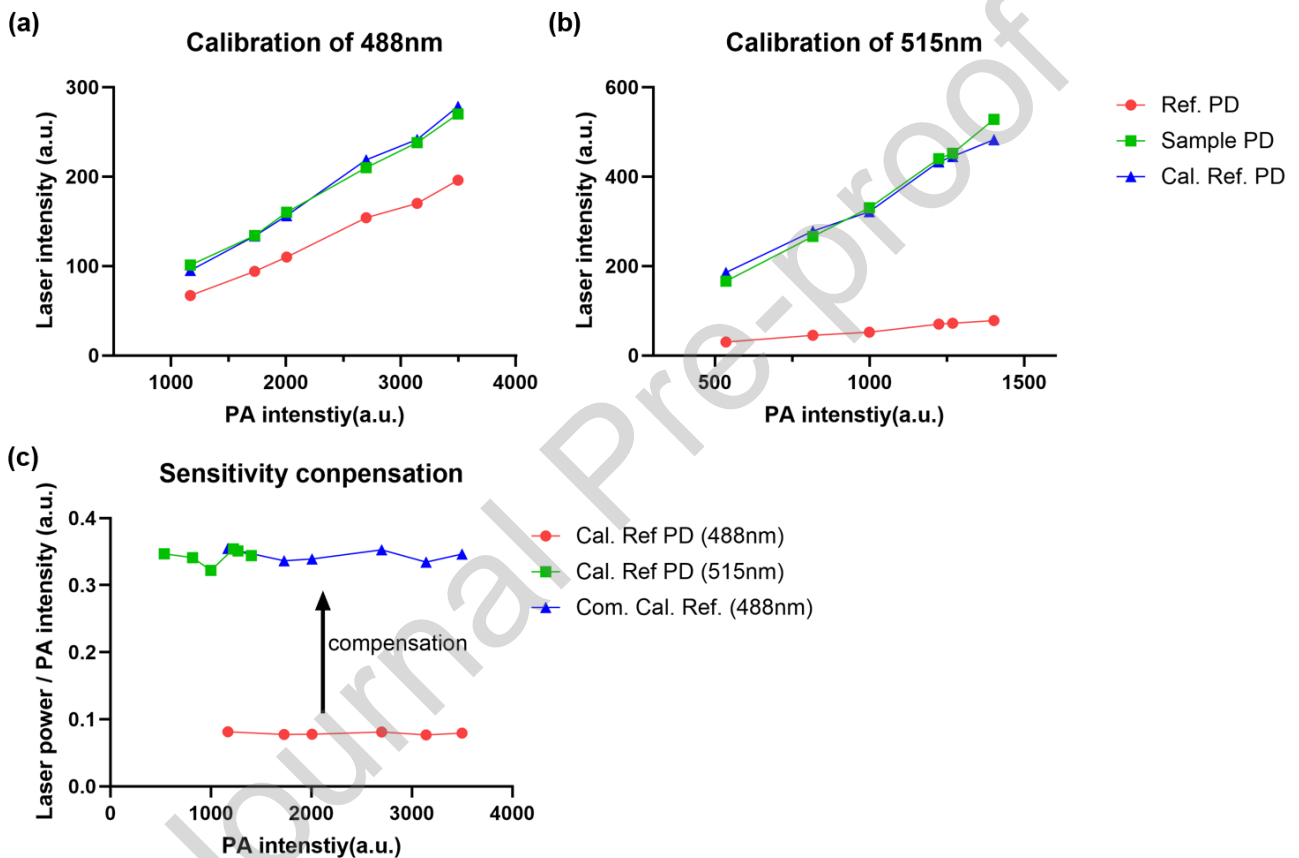 (a)
Calibration of 488nm
300
200
100
0
1000
2000
3000
4000
Laser intensity (a.u.)
PA intenstiy(a.u.)
(b)
Calibration of 515nm
600
400
200
0
500
1000
1500
Laser intensity (a.u.)
PA intenstiy(a.u.)
Ref. PD
Sample PD
Cal. Ref. PD
(c)
Sensitivity conpensation
0.4
0.3
0.2
0.1
0.0
0
1000
2000
3000
4000
Laser power / PA intensity (a.u.)
PA intenstiy(a.u.)
compensation
Cal. Ref PD (488nm)
Cal. Ref PD (515nm)
Com. Cal. Ref. (488nm)
Journal Pre-proof